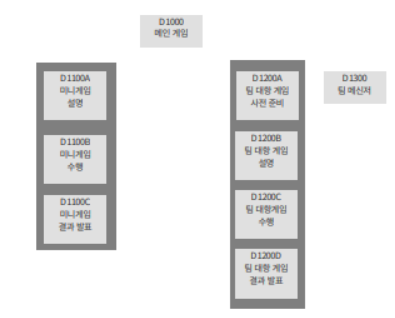 D1000
메인 게임
D1100A
미니게임
설명
D1100B
미니게임
수행
D1100C
미니게임
결과 발표
D1200A
팀 대항 게임
사전 준비
D1200B
팀 대항 게임
설명
D1200C
팀 대항게임
수행
D1200D
팀 대항 게임
결과 발표
D1300
팀 메신저